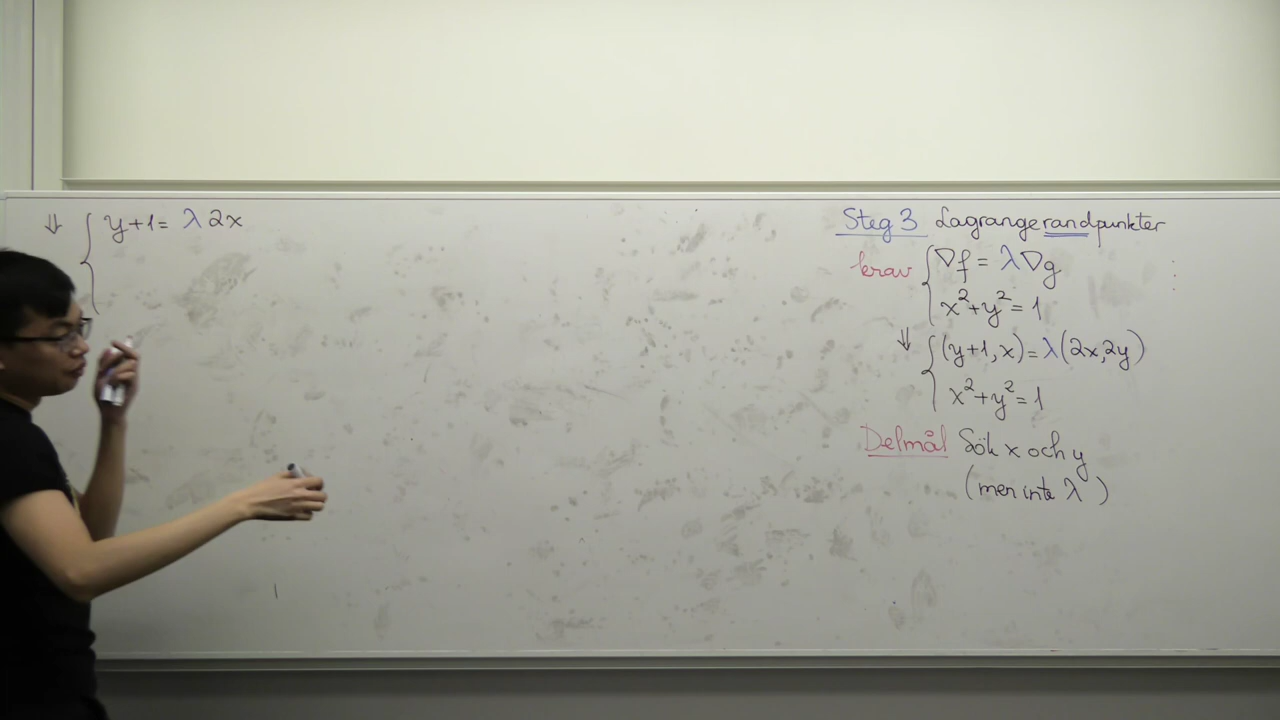 ⇓ { y+1 = λ 2x
Steg 3 Lagrangerandpunkter
krav { ∇f = λ∇g
x²+y² = 1
⇓ { (y+1, x) = λ(2x, 2y)
x²+y² = 1
Delmål Sök x och y
(men inte λ)